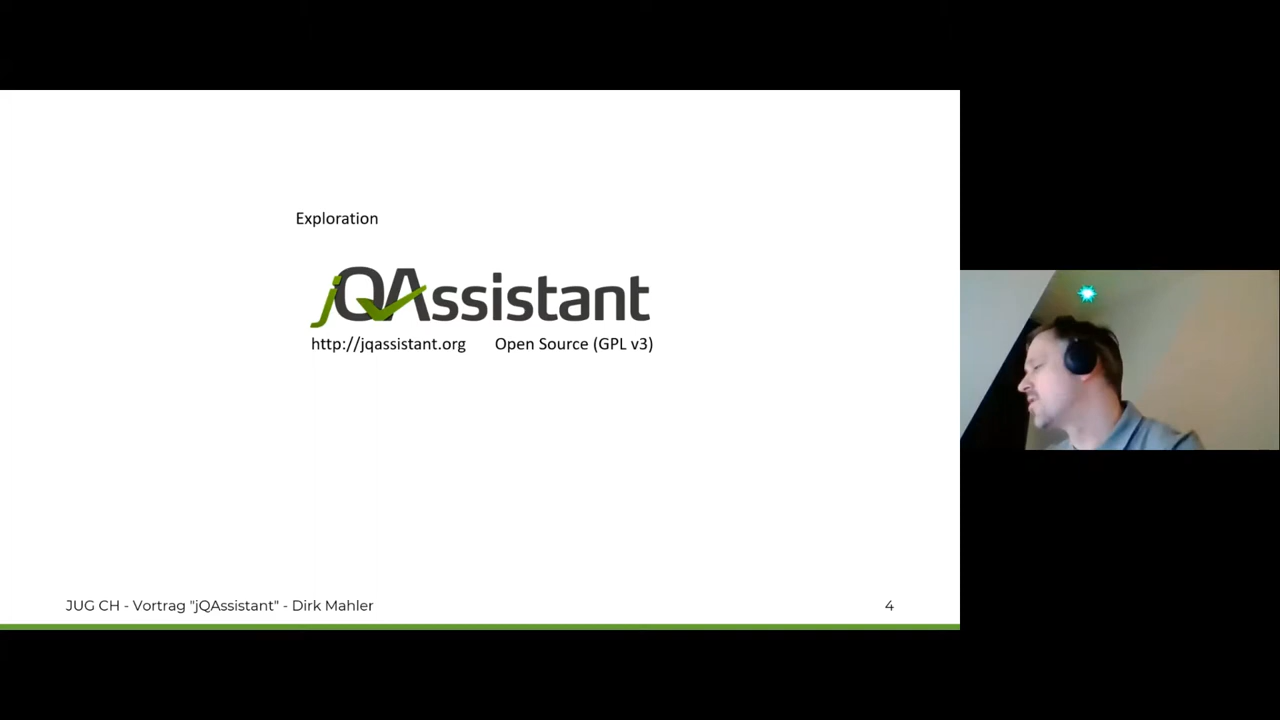 Exploration
jQAssistant
http://jqassistant.org Open Source (GPL v3)
JUG CH - Vortrag "jQAssistant" - Dirk Mahler 4